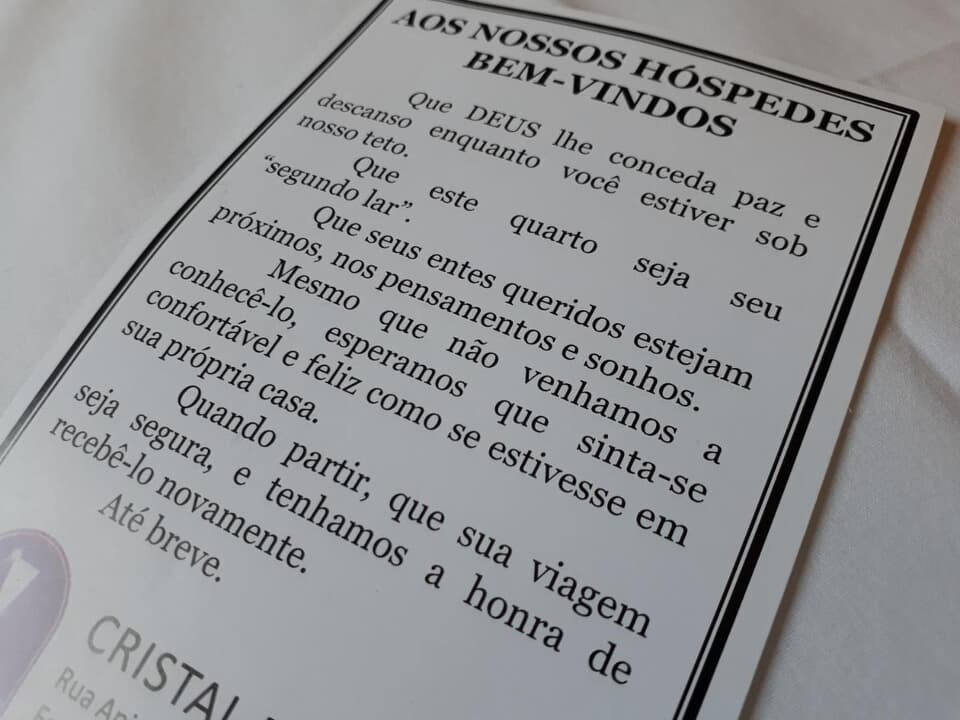 AOS NOSSOS HÓSPEDES
BEM-VINDOS
Que DEUS lhe conceda paz e
descanso enquanto você estiver sob
nosso teto.
Que este quarto seja seu
“segundo lar”.
Que seus entes queridos estejam
próximos, nos pensamentos e sonhos.
Mesmo que não venhamos a
conhecê-lo, esperamos que sinta-se
confortável e feliz como se estivesse em
sua própria casa.
Quando partir, que sua viagem
seja segura, e tenhamos a honra de
recebê-lo novamente.
Até breve.
CRISTAL
Rua